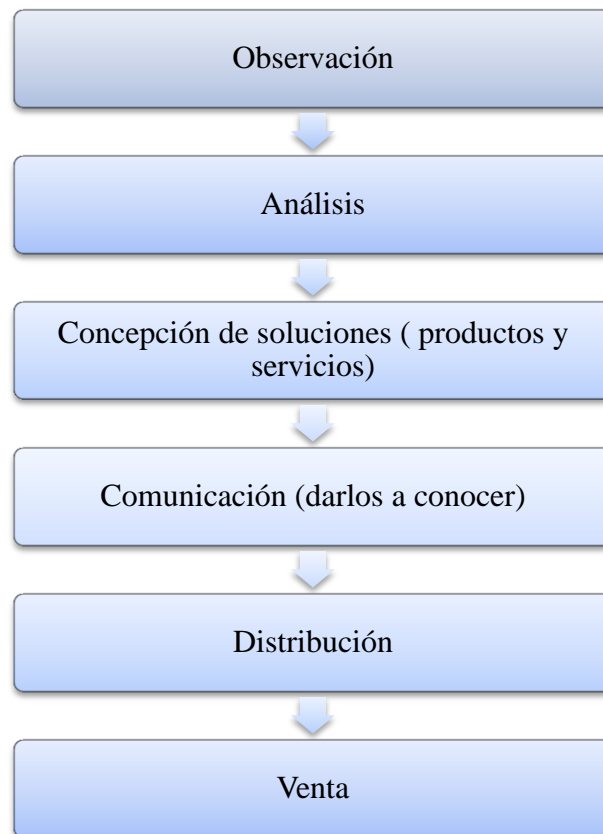 Observación
Análisis
Concepción de soluciones ( productos y
servicios)
Comunicación (darlos a conocer)
Distribución
Venta